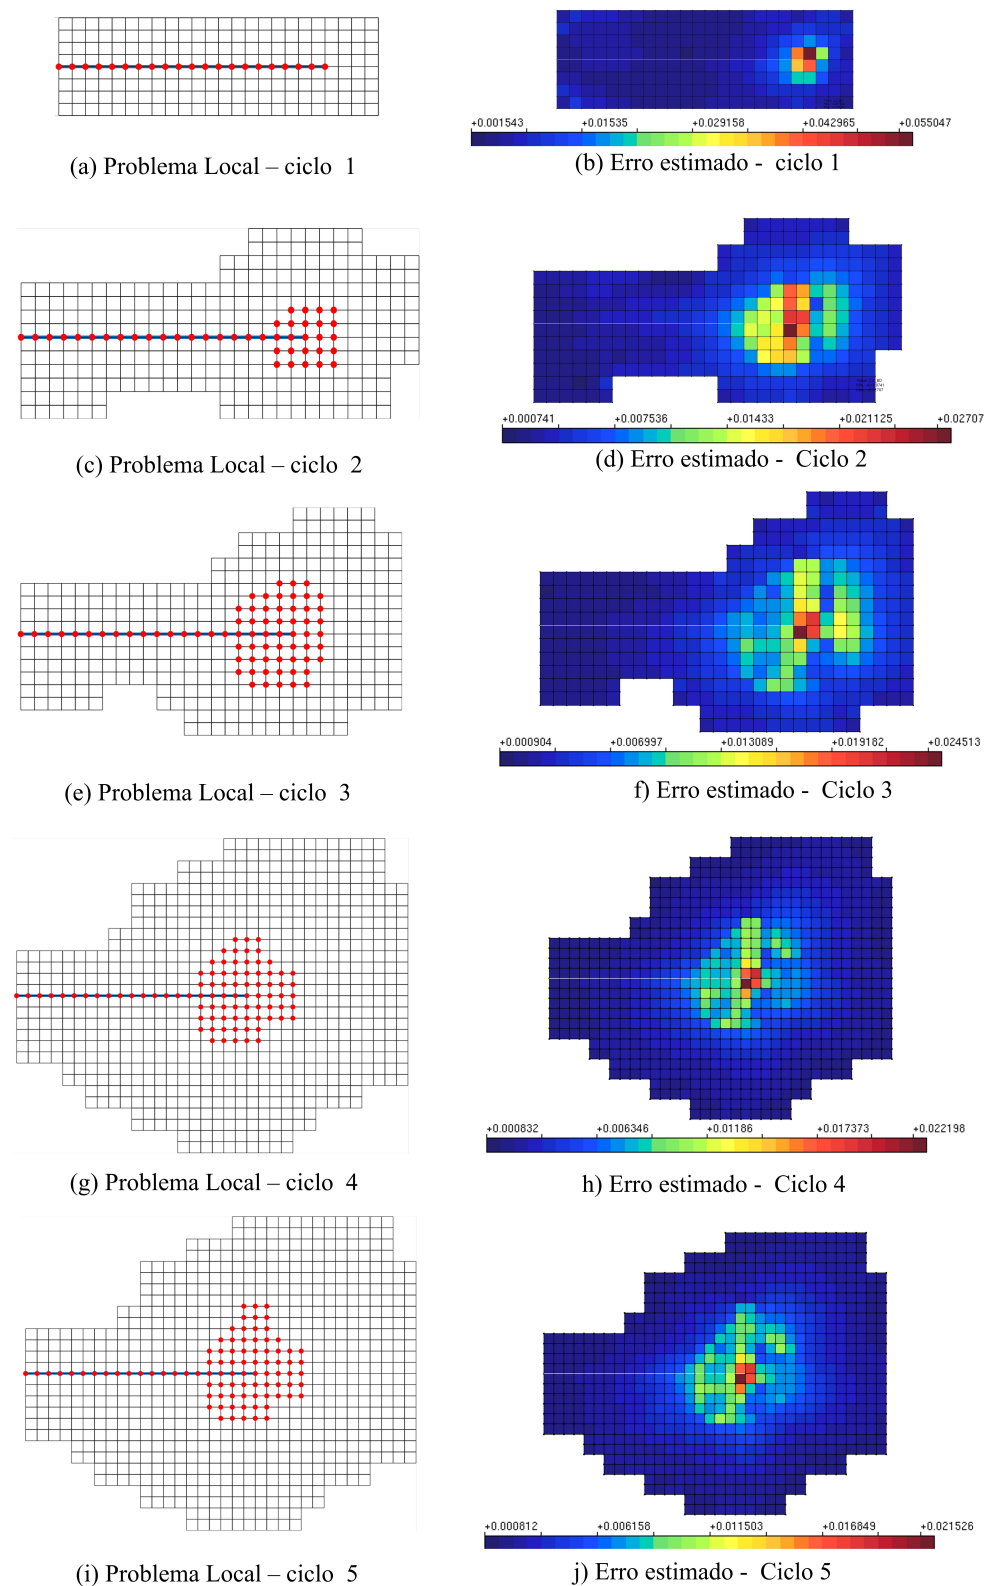 +0.001543 +0.01535 +0.029158 +0.042965 +0.055047
(a) Problema Local – ciclo 1
(b) Erro estimado - ciclo 1
+0.000741 +0.007536 +0.01433 +0.021125 +0.02707
(c) Problema Local – ciclo 2
(d) Erro estimado - Ciclo 2
+0.000904 +0.006997 +0.013089 +0.019182 +0.024513
(e) Problema Local – ciclo 3
f) Erro estimado - Ciclo 3
+0.000832 +0.006346 +0.01186 +0.017373 +0.022198
(g) Problema Local – ciclo 4
h) Erro estimado - Ciclo 4
+0.000812 +0.006158 +0.011503 +0.016849 +0.021526
(i) Problema Local – ciclo 5
j) Erro estimado - Ciclo 5